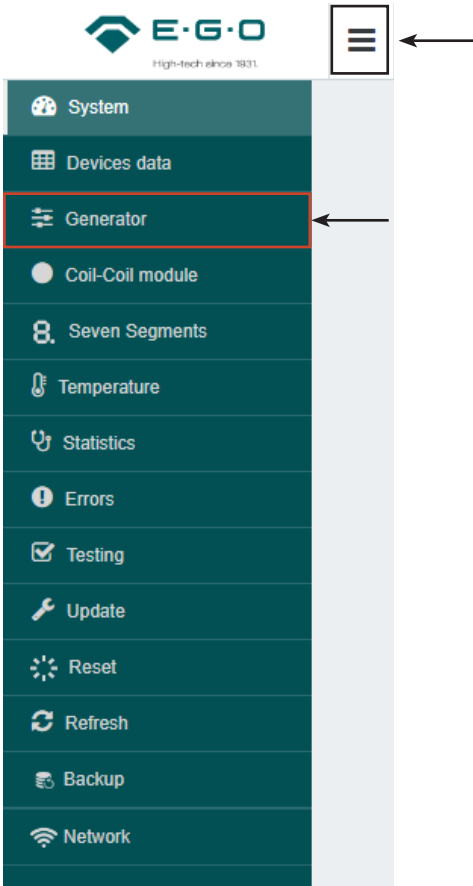 E·G·O
High-tech since 1931.
System
Devices data
Generator
Coil-Coil module
8. Seven Segments
Temperature
Statistics
Errors
Testing
Update
Reset
Refresh
Backup
Network